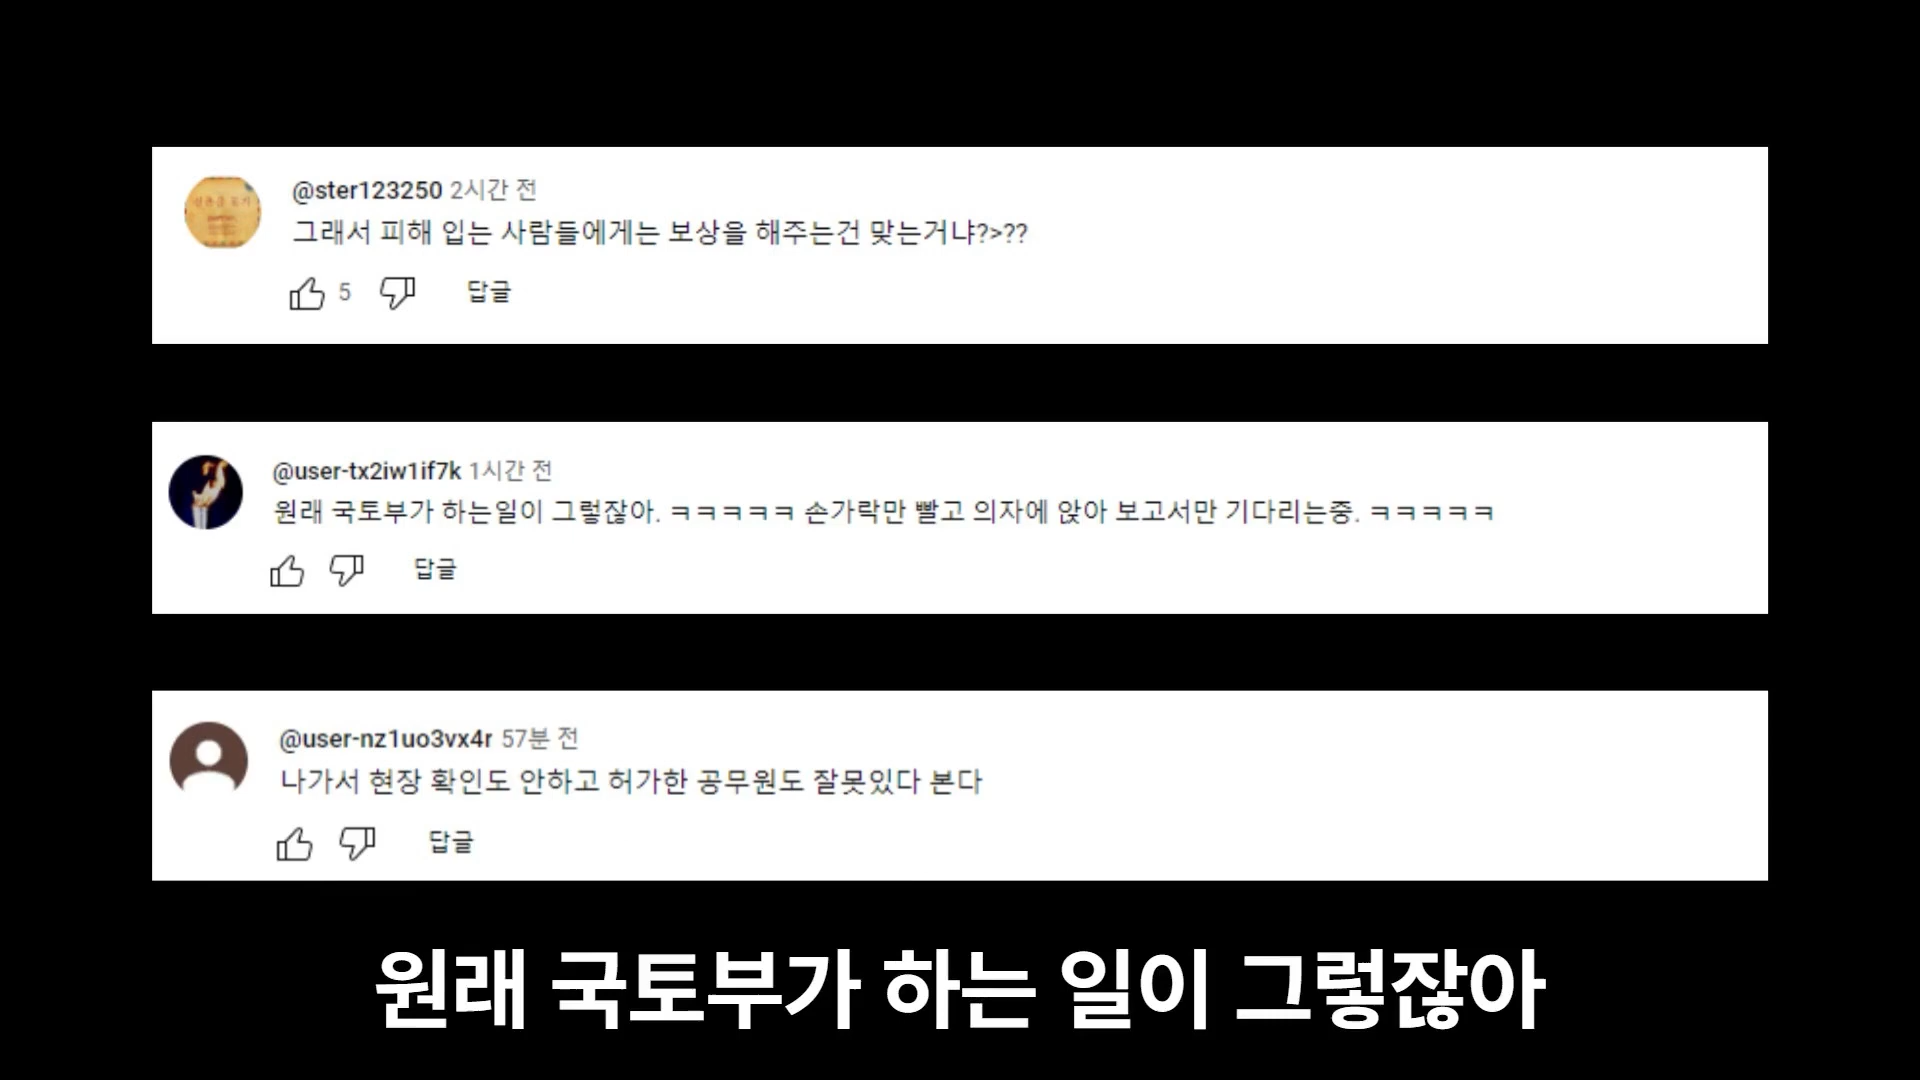 @ster123250 2시간 전
그래서 피해 입는 사람들에게는 보상을 해주는건 맞는거냐?>??
5 답글
@user-tx2iw1if7k 1시간 전
원래 국토부가 하는일이 그렇잖아. ㅋㅋㅋㅋㅋ 손가락만 빨고 의자에 앉아 보고서만 기다리는중. ㅋㅋㅋㅋㅋ
답글
@user-nz1uo3vx4r 57분 전
나가서 현장 확인도 안하고 허가한 공무원도 잘못있다 본다
답글
원래 국토부가 하는 일이 그렇잖아